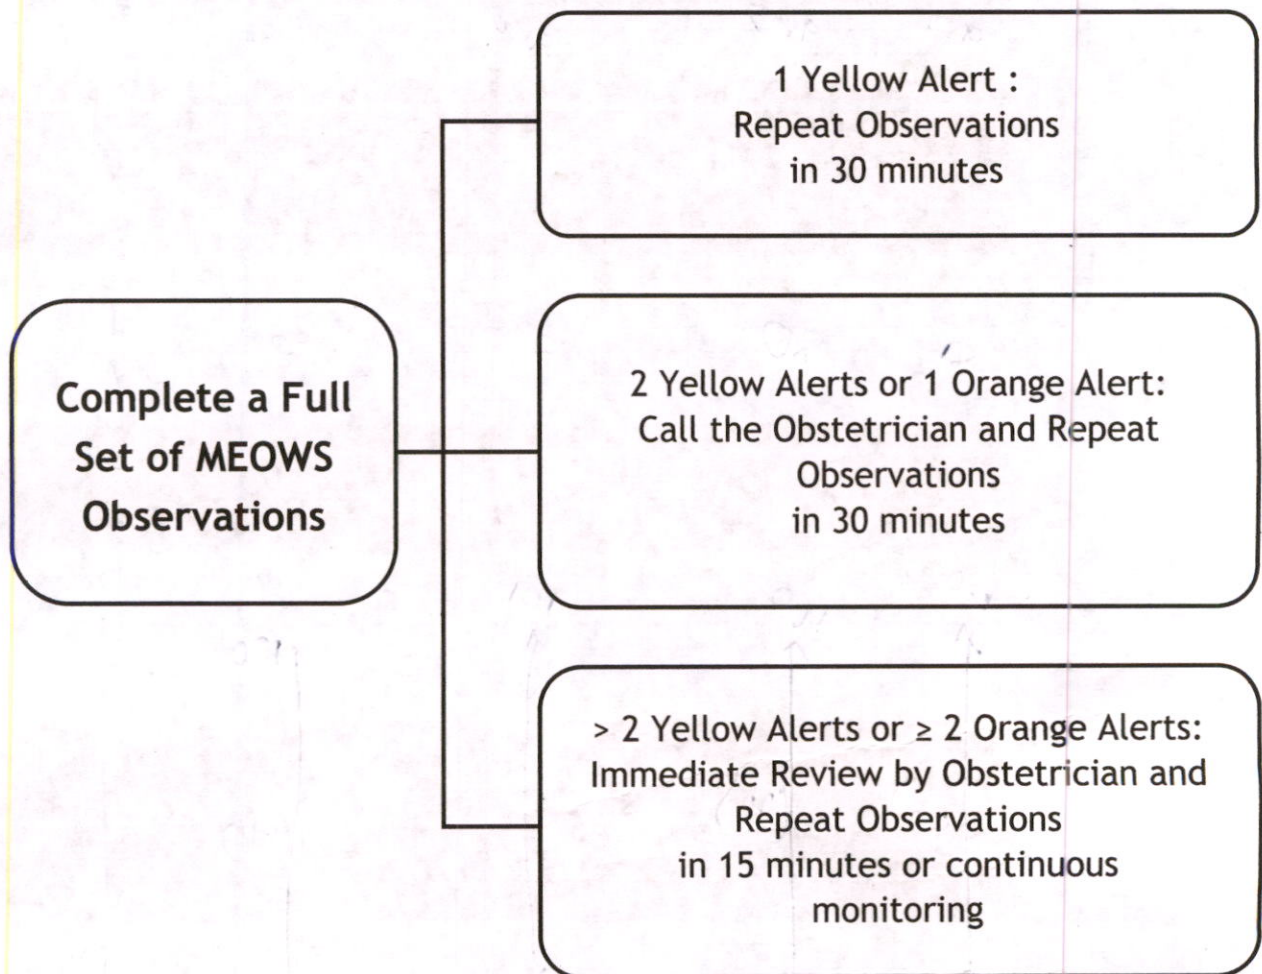 Complete a Full
Set of MEOWS
Observations
1 Yellow Alert :
Repeat Observations
in 30 minutes
2 Yellow Alerts or 1 Orange Alert:
Call the Obstetrician and Repeat
Observations
in 30 minutes
> 2 Yellow Alerts or ≥ 2 Orange Alerts:
Immediate Review by Obstetrician and
Repeat Observations
in 15 minutes or continuous
monitoring